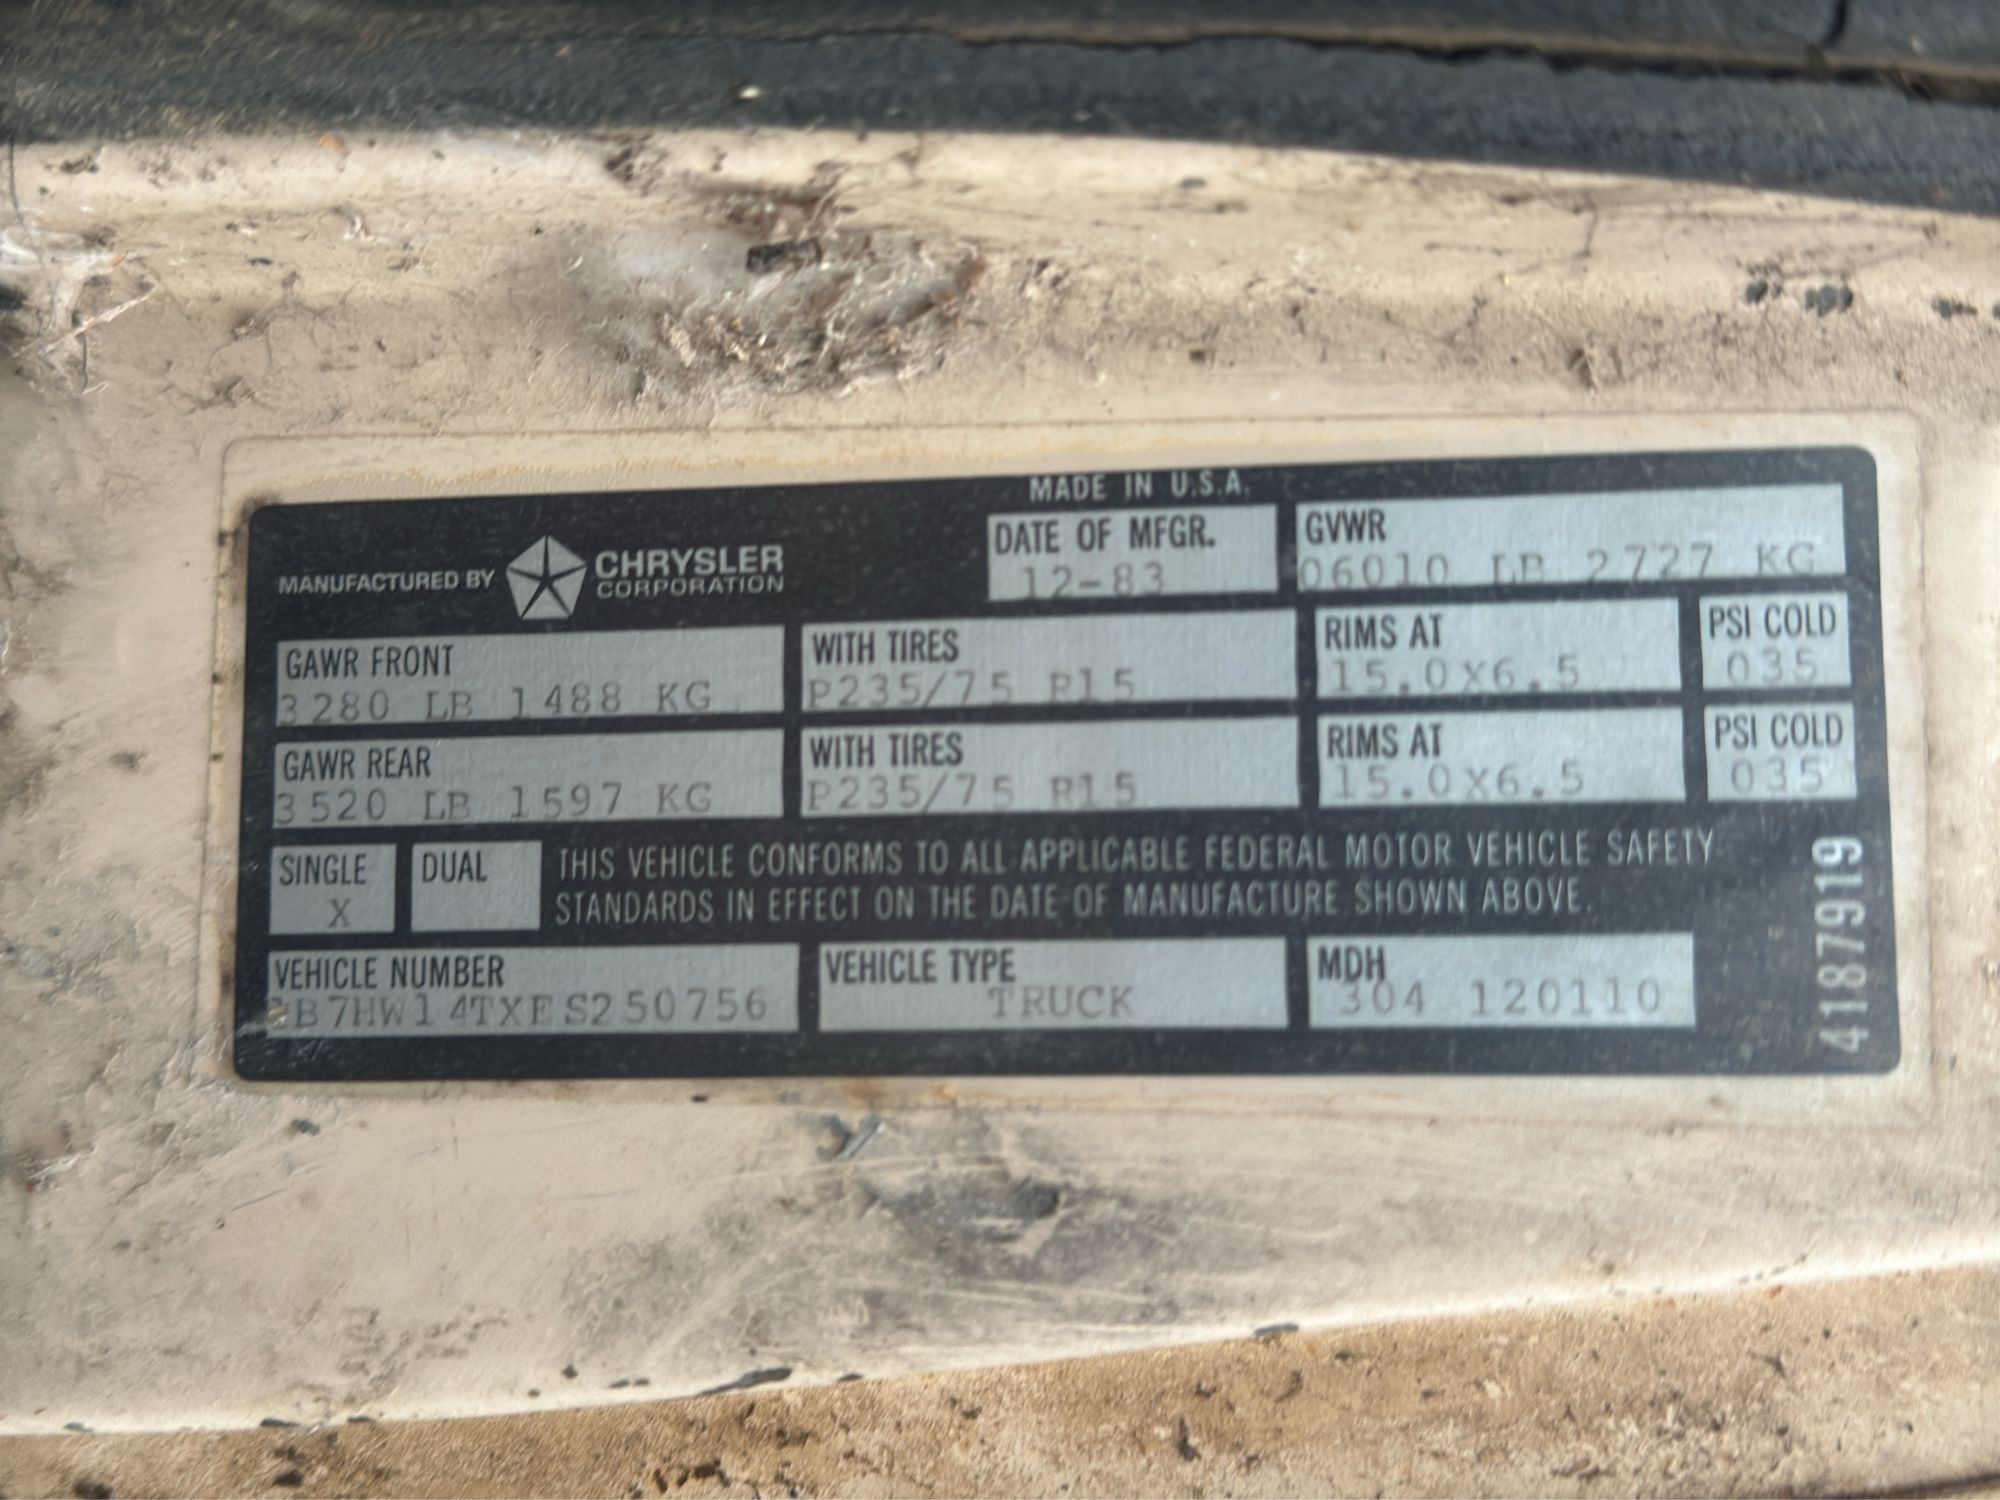 MADE IN U.S.A.
MANUFACTURED BY CHRYSLER CORPORATION
DATE OF MFGR.
12-83
GVWR
06010 LB 2727 KG
GAWR FRONT
3280 LB 1488 KG
WITH TIRES
P235/75 R15
RIMS AT
15.0X6.5
PSI COLD
035
GAWR REAR
3520 LB 1597 KG
WITH TIRES
P235/75 R15
RIMS AT
15.0X6.5
PSI COLD
035
SINGLE
X
DUAL
THIS VEHICLE CONFORMS TO ALL APPLICABLE FEDERAL MOTOR VEHICLE SAFETY
STANDARDS IN EFFECT ON THE DATE OF MANUFACTURE SHOWN ABOVE.
VEHICLE NUMBER
VEHICLE TYPE
TRUCK
MDH
304 120110
4187919